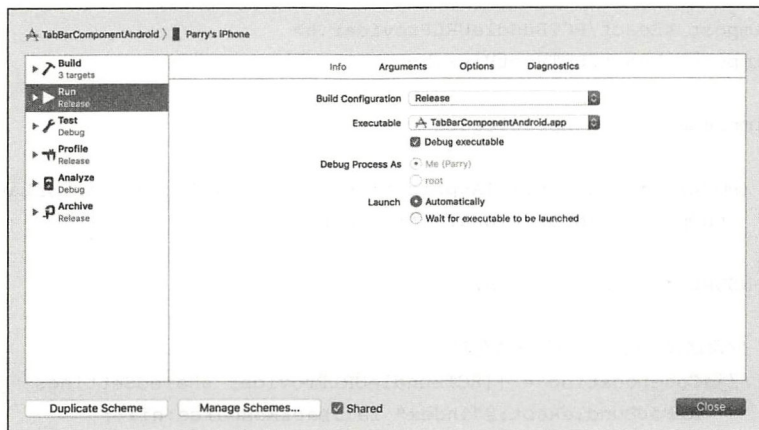 TabBarComponentAndroid 〉 Parry's iPhone
Build
3 targets
Run
Release
Test
Debug
Profile
Release
Analyze
Debug
Archive
Release
Info Arguments Options Diagnostics
Build Configuration Release
Executable TabBarComponentAndroid.app
Debug executable
Debug Process As Me (Parry)
root
Launch Automatically
Wait for executable to be launched
Duplicate Scheme Manage Schemes... Shared Close